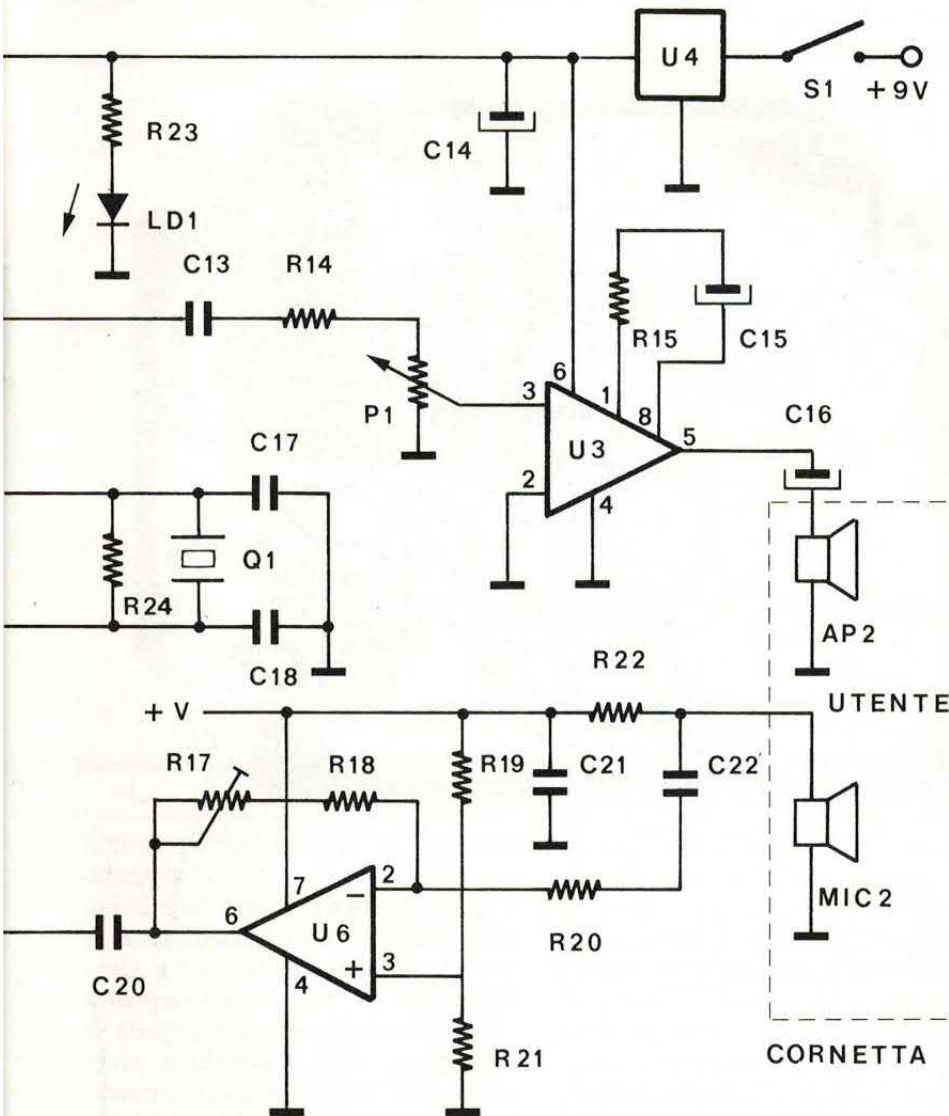 U4
S1
+9V
R23
C14
LD1
C13
R14
R15
C15
P1
3
6
1
8
5
U3
2
4
C16
C17
Q1
R24
C18
AP2
R22
UTENTE
+ V
R17
R18
R19
C21
C22
7
2
6
U6
−
+
3
4
R20
MIC2
C20
R21
CORNETTA